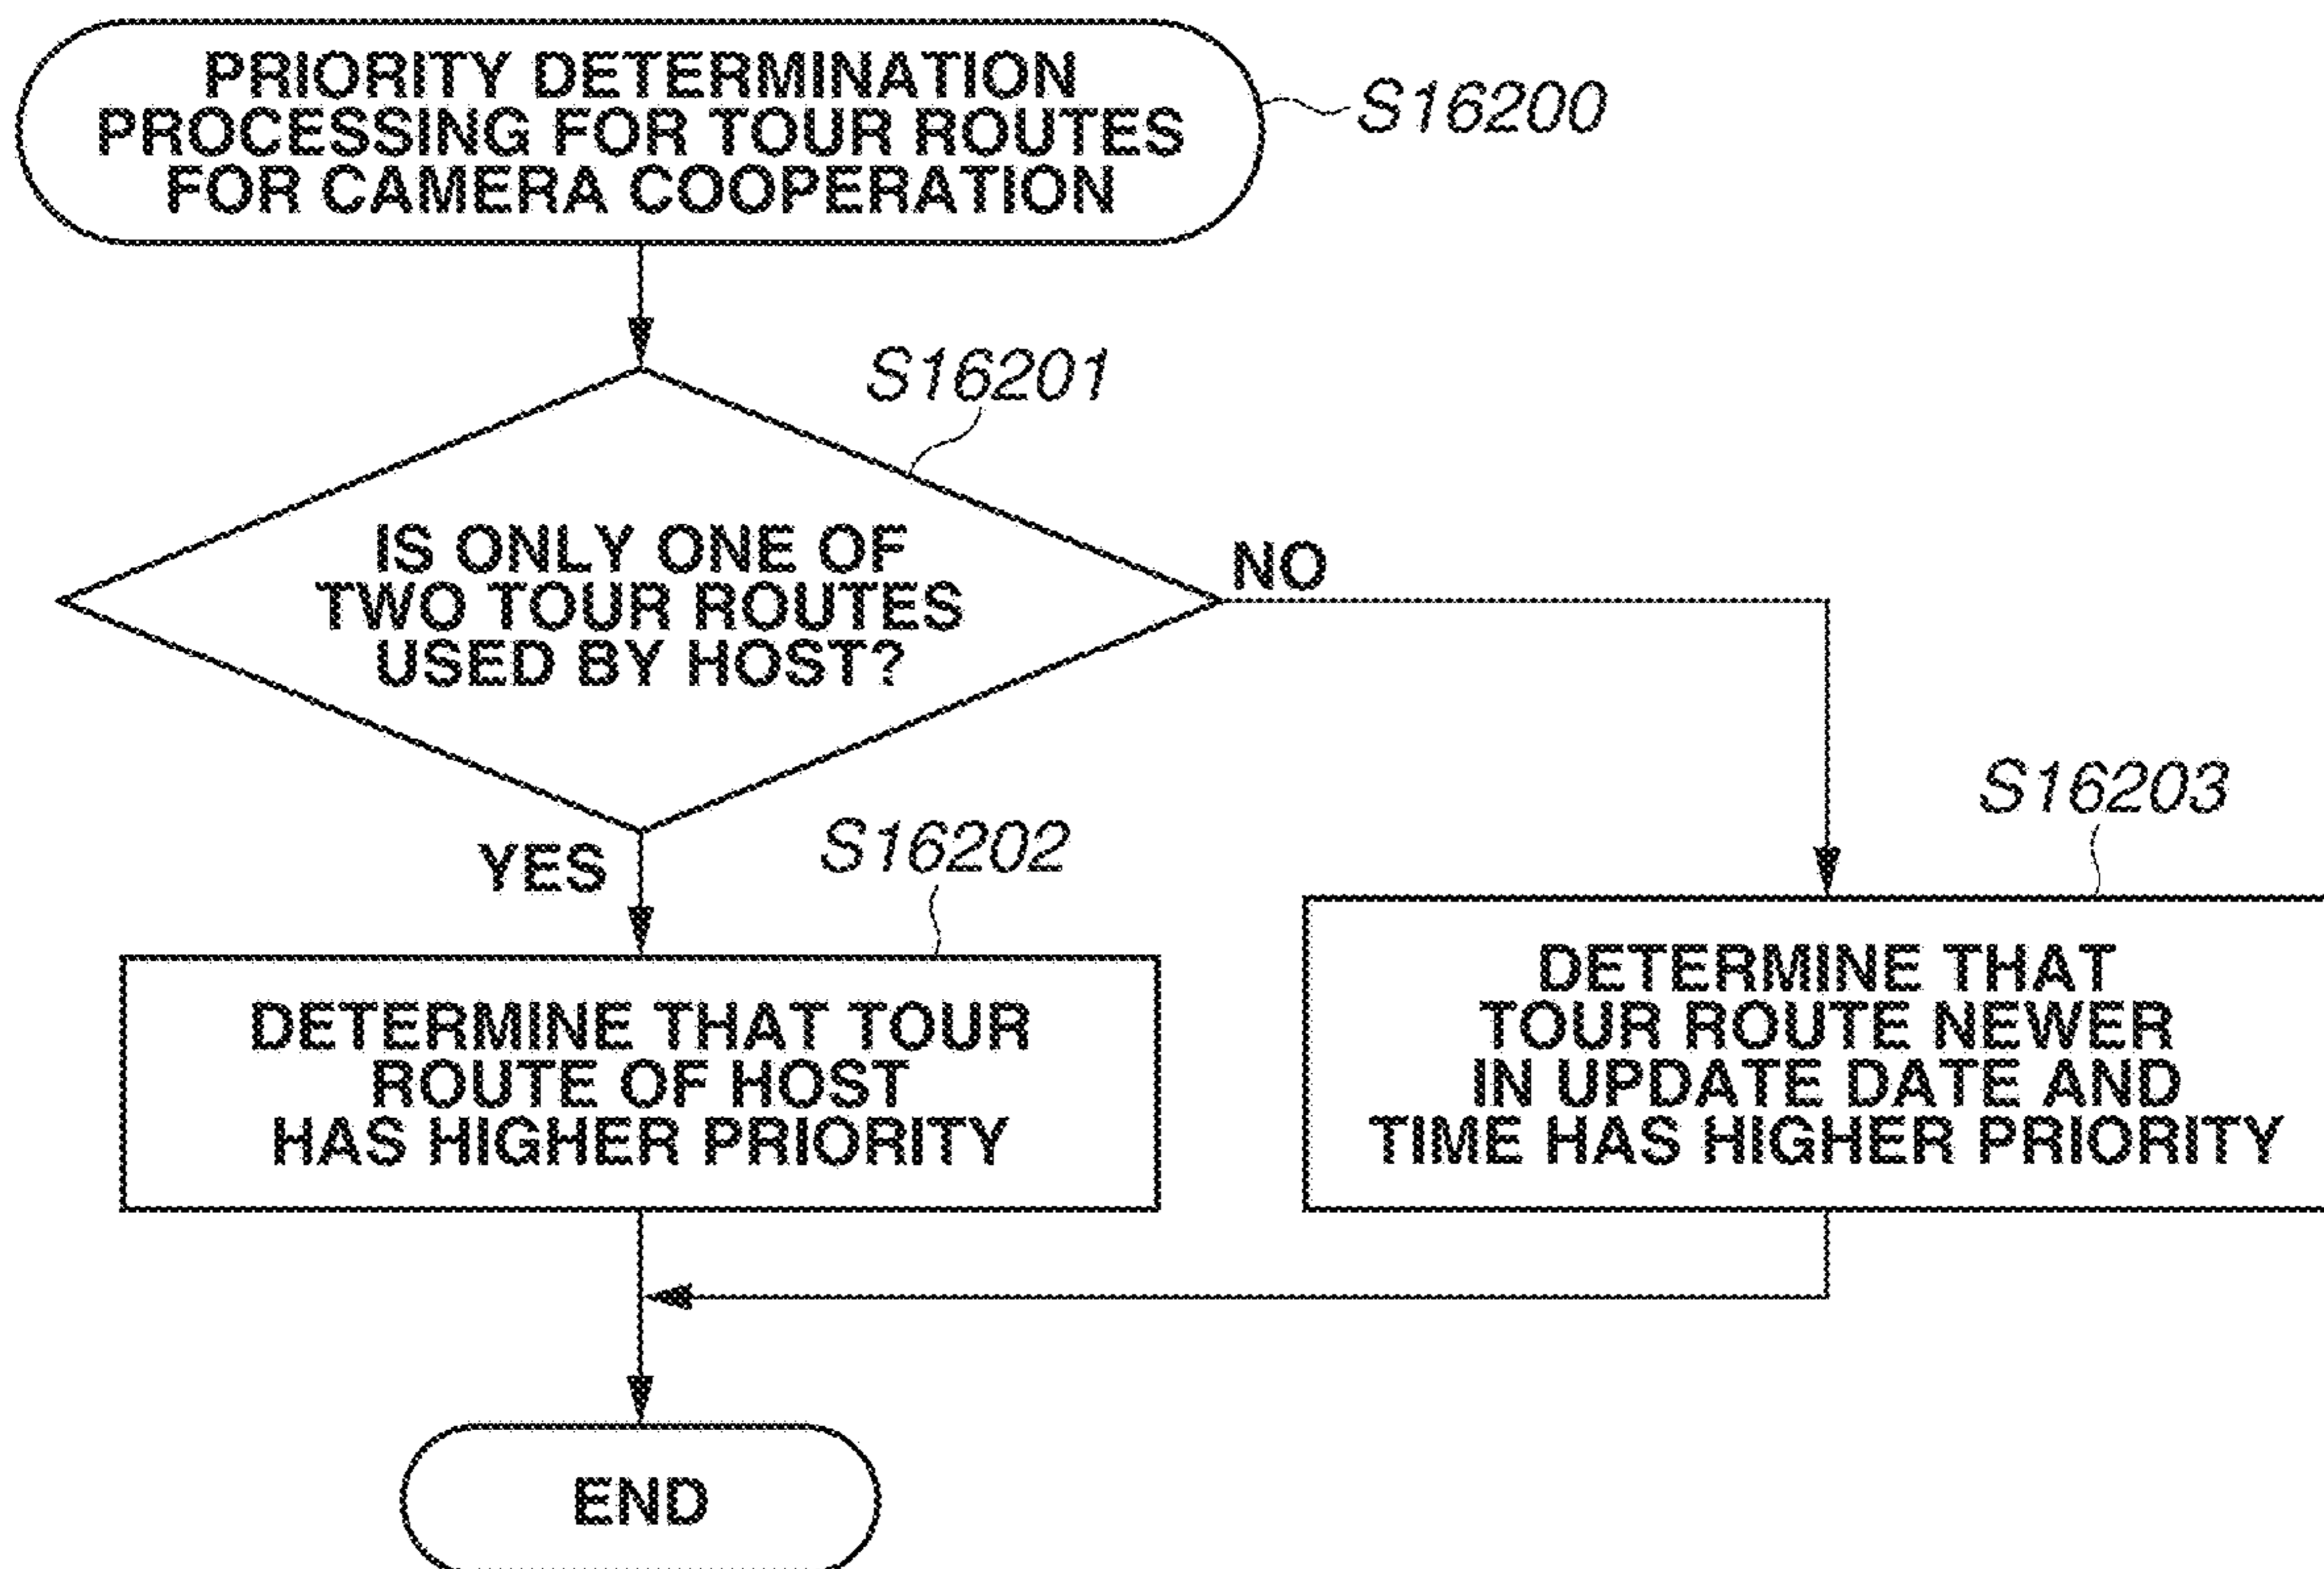 PRIORITY DETERMINATION
PROCESSING FOR TOUR ROUTES
FOR CAMERA COOPERATION
S16200
S16201
IS ONLY ONE OF
TWO TOUR ROUTES
USED BY HOST?
NO
YES
S16202
DETERMINE THAT TOUR
ROUTE OF HOST
HAS HIGHER PRIORITY
S16203
DETERMINE THAT
TOUR ROUTE NEWER
IN UPDATE DATE AND
TIME HAS HIGHER PRIORITY
END